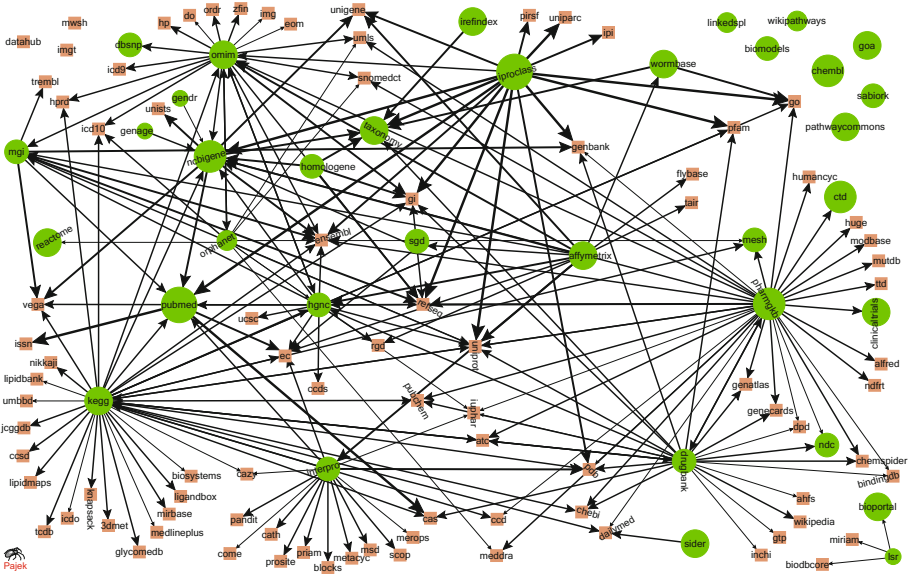 unigene
pirsf
uniparc
ipi
irefindex
linkedspl
wikipathways
mwsh
datahub
imgt
hp
do
ordr
zfin
img
eom
umls
dbsnp
omim
icd9
biomodels
goa
wormbase
chembl
iproclass
snomedct
trembl
hprd
gendr
unists
sabiork
go
icd10
genage
pfam
pathwaycommons
taxonomy
genbank
mgi
ncbigene
homologene
flybase
humancyc
gi
tair
ctd
huge
reactome
orphanet
ensembl
sgd
affymetrix
mesh
modbase
mutdb
ttd
vega
pubmed
hgnc
refseq
pharmgkb
clinicaltrials
ucsc
issn
rgd
ec
uniprot
nikkaji
alfred
lipidbank
ccds
genatlas
ndfrt
umbbd
kegg
pubchem
iuphar
genecards
jcggdb
dpd
atc
ndc
ccsd
chemspider
lipidmaps
biosystems
cazy
interpro
pdb
drugbank
bindingdb
knapsack
ligandbox
ahfs
bioportal
icdo
3dmet
mirbase
pandit
cas
ccd
chebi
wikipedia
tcdb
medlineplus
cath
merops
dailymed
gtp
miriam
glycomedb
come
priam
msd
scop
meddra
sider
inchi
lsr
prosite
metacyc
blocks
biodbcore
Pajek